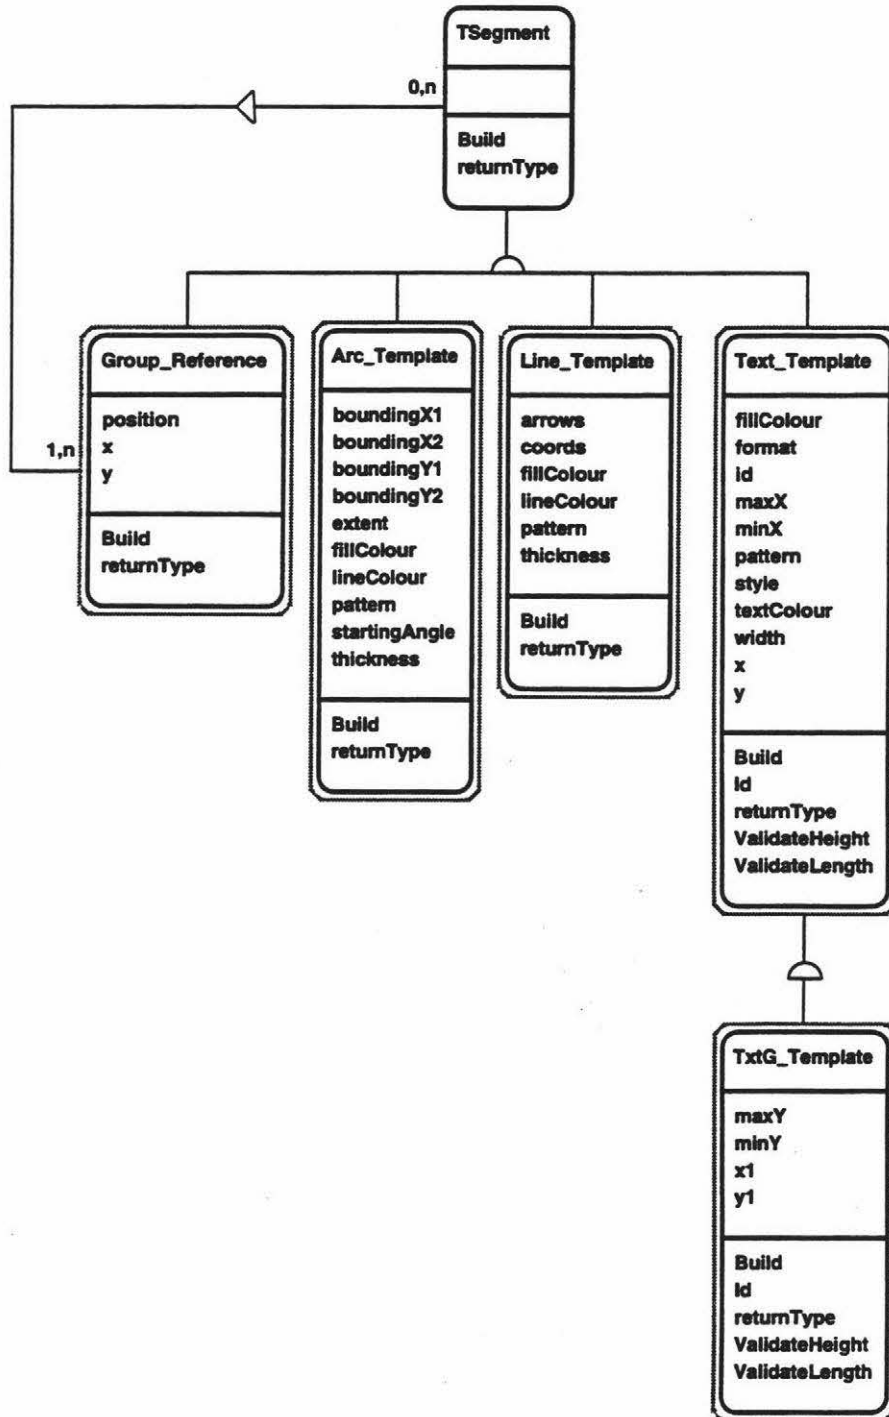 TSegment
0,n
Build
returnType
Group_Reference
position
x
1,n
y
Build
returnType
Arc_Template
boundingX1
boundingX2
boundingY1
boundingY2
extent
fillColour
lineColour
pattern
startingAngle
thickness
Build
returnType
Line_Template
arrows
coords
fillColour
lineColour
pattern
thickness
Build
returnType
Text_Template
fillColour
format
id
maxX
minX
pattern
style
textColour
width
x
y
Build
Id
returnType
ValidateHeight
ValidateLength
TxtG_Template
maxY
minY
x1
y1
Build
Id
returnType
ValidateHeight
ValidateLength